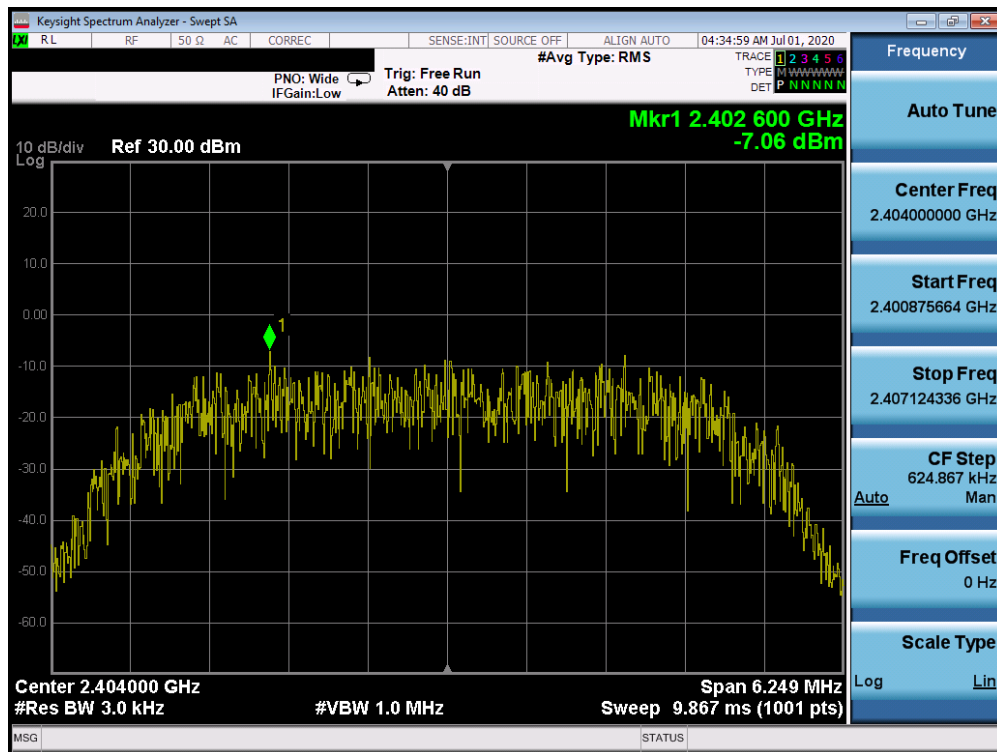 Keysight Spectrum Analyzer - Swept SA
LXI RL RF 50 Ω AC CORREC SENSE:INT SOURCE OFF ALIGN AUTO 04:34:59 AM Jul 01, 2020
PNO: Wide
IFGain:Low
Trig: Free Run
Atten: 40 dB
#Avg Type: RMS
TRACE 1 2 3 4 5 6
TYPE M W W W W W
DET P N N N N N
Mkr1 2.402 600 GHz
-7.06 dBm
10 dB/div Ref 30.00 dBm
Log
20.0
10.0
0.00
1
-10.0
-20.0
-30.0
-40.0
-50.0
-60.0
Center 2.404000 GHz Span 6.249 MHz
#Res BW 3.0 kHz #VBW 1.0 MHz Sweep 9.867 ms (1001 pts)
MSG STATUS
Frequency
Auto Tune
Center Freq
2.404000000 GHz
Start Freq
2.400875664 GHz
Stop Freq
2.407124336 GHz
CF Step
624.867 kHz
Auto Man
Freq Offset
0 Hz
Scale Type
Log Lin